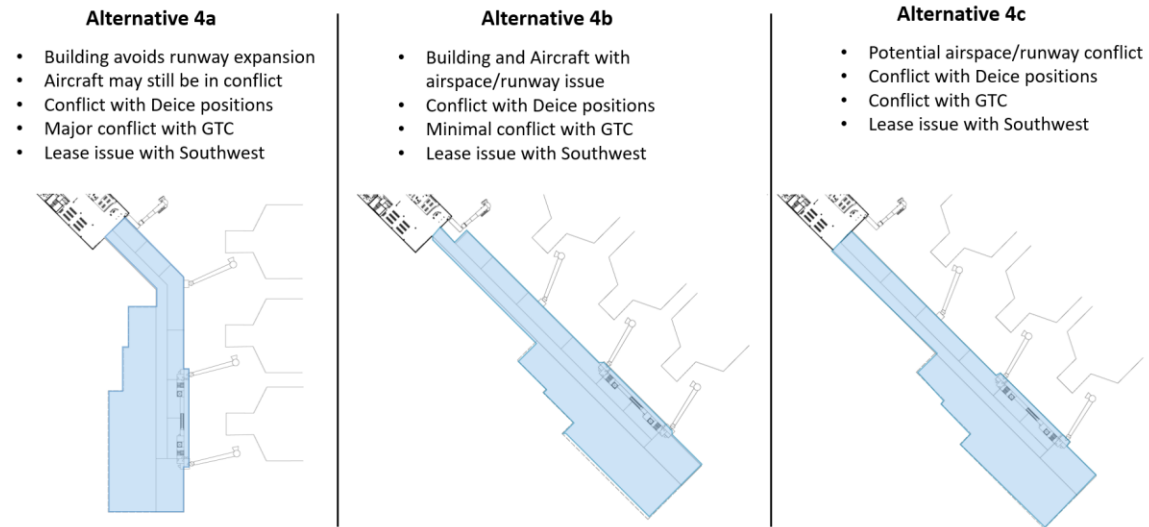 Alternative 4a
• Building avoids runway expansion
• Aircraft may still be in conflict
• Conflict with Deice positions
• Major conflict with GTC
• Lease issue with Southwest
Alternative 4b
• Building and Aircraft with
airspace/runway issue
• Conflict with Deice positions
• Minimal conflict with GTC
• Lease issue with Southwest
Alternative 4c
• Potential airspace/runway conflict
• Conflict with Deice positions
• Conflict with GTC
• Lease issue with Southwest